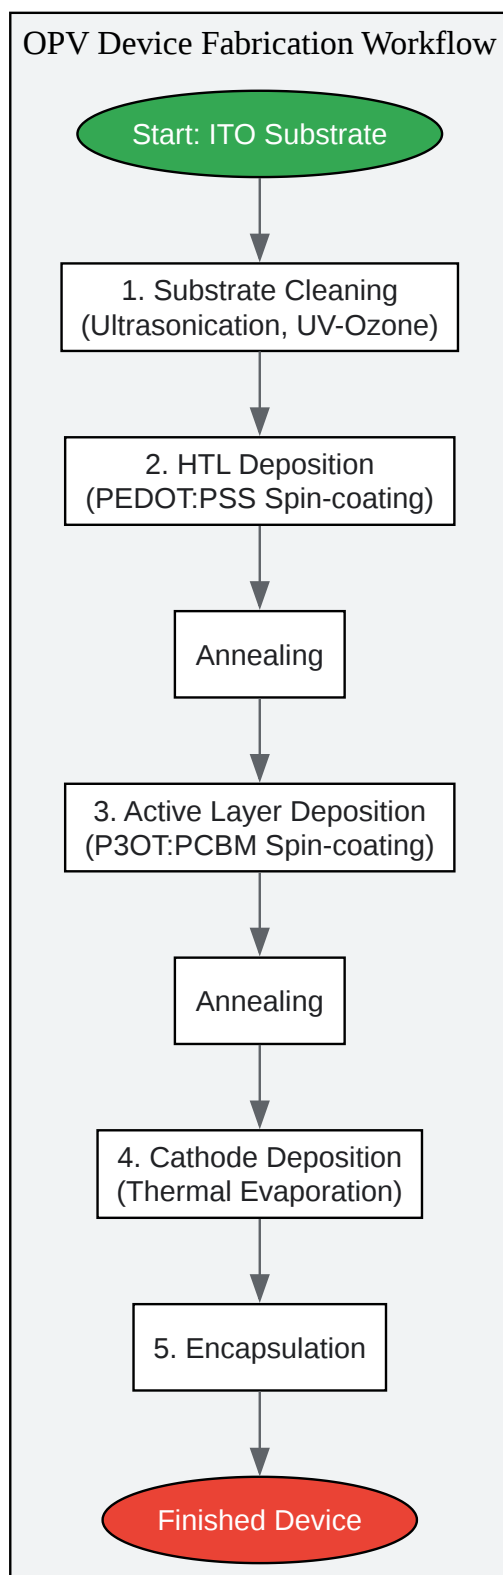 OPV Device Fabrication Workflow
Start: ITO Substrate
1. Substrate Cleaning
(Ultrasonication, UV-Ozone)
2. HTL Deposition
(PEDOT:PSS Spin-coating)
Annealing
3. Active Layer Deposition
(P3OT:PCBM Spin-coating)
Annealing
4. Cathode Deposition
(Thermal Evaporation)
5. Encapsulation
Finished Device